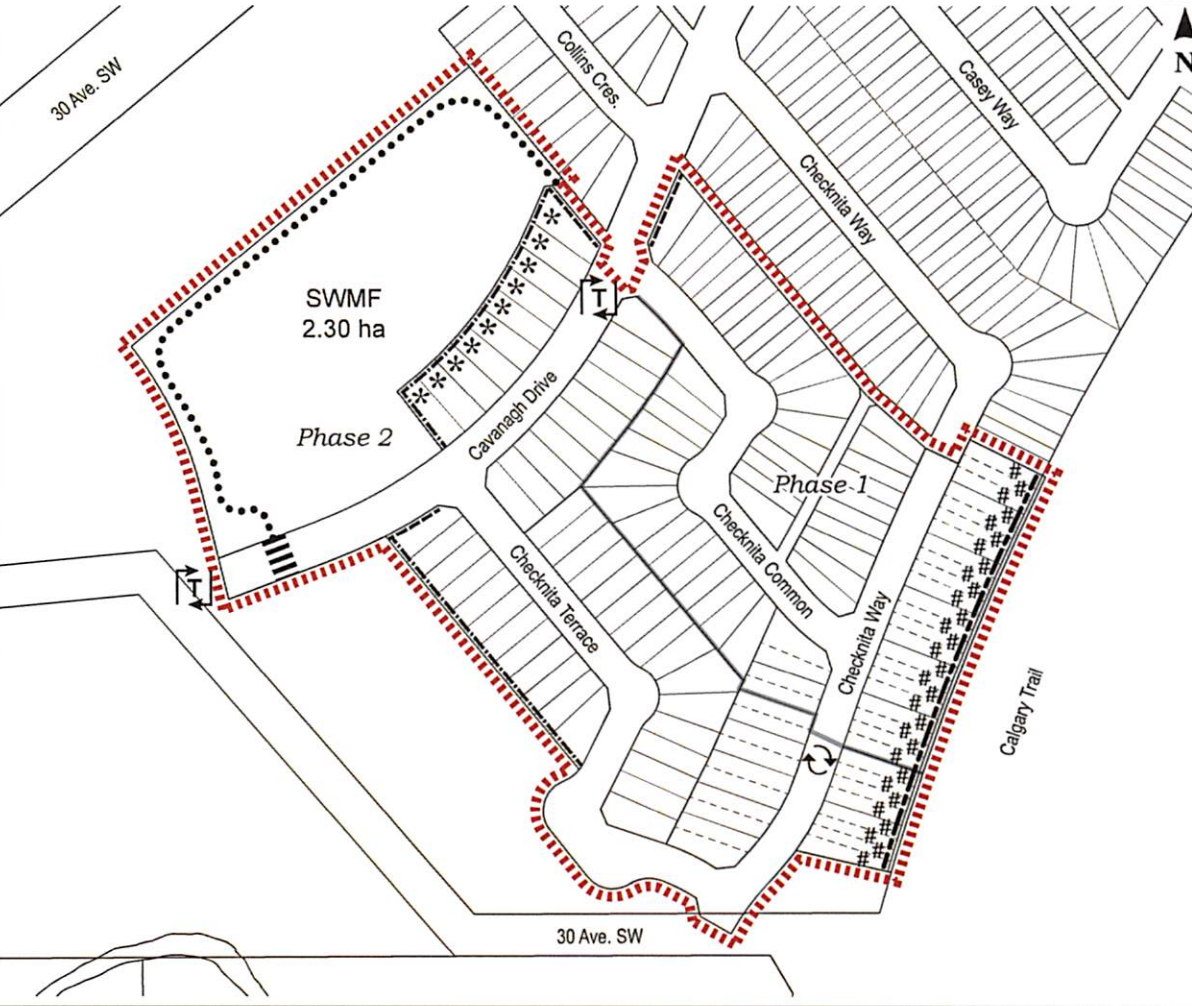 30 Ave. SW
Collins Cres.
Casey Way
N
Checknita Way
SWMF
2.30 ha
T
Cavanagh Drive
Phase 2
Phase 1
Checknita Common
Checknita Terrace
T
Checknita Way
Calgary Trail
30 Ave. SW